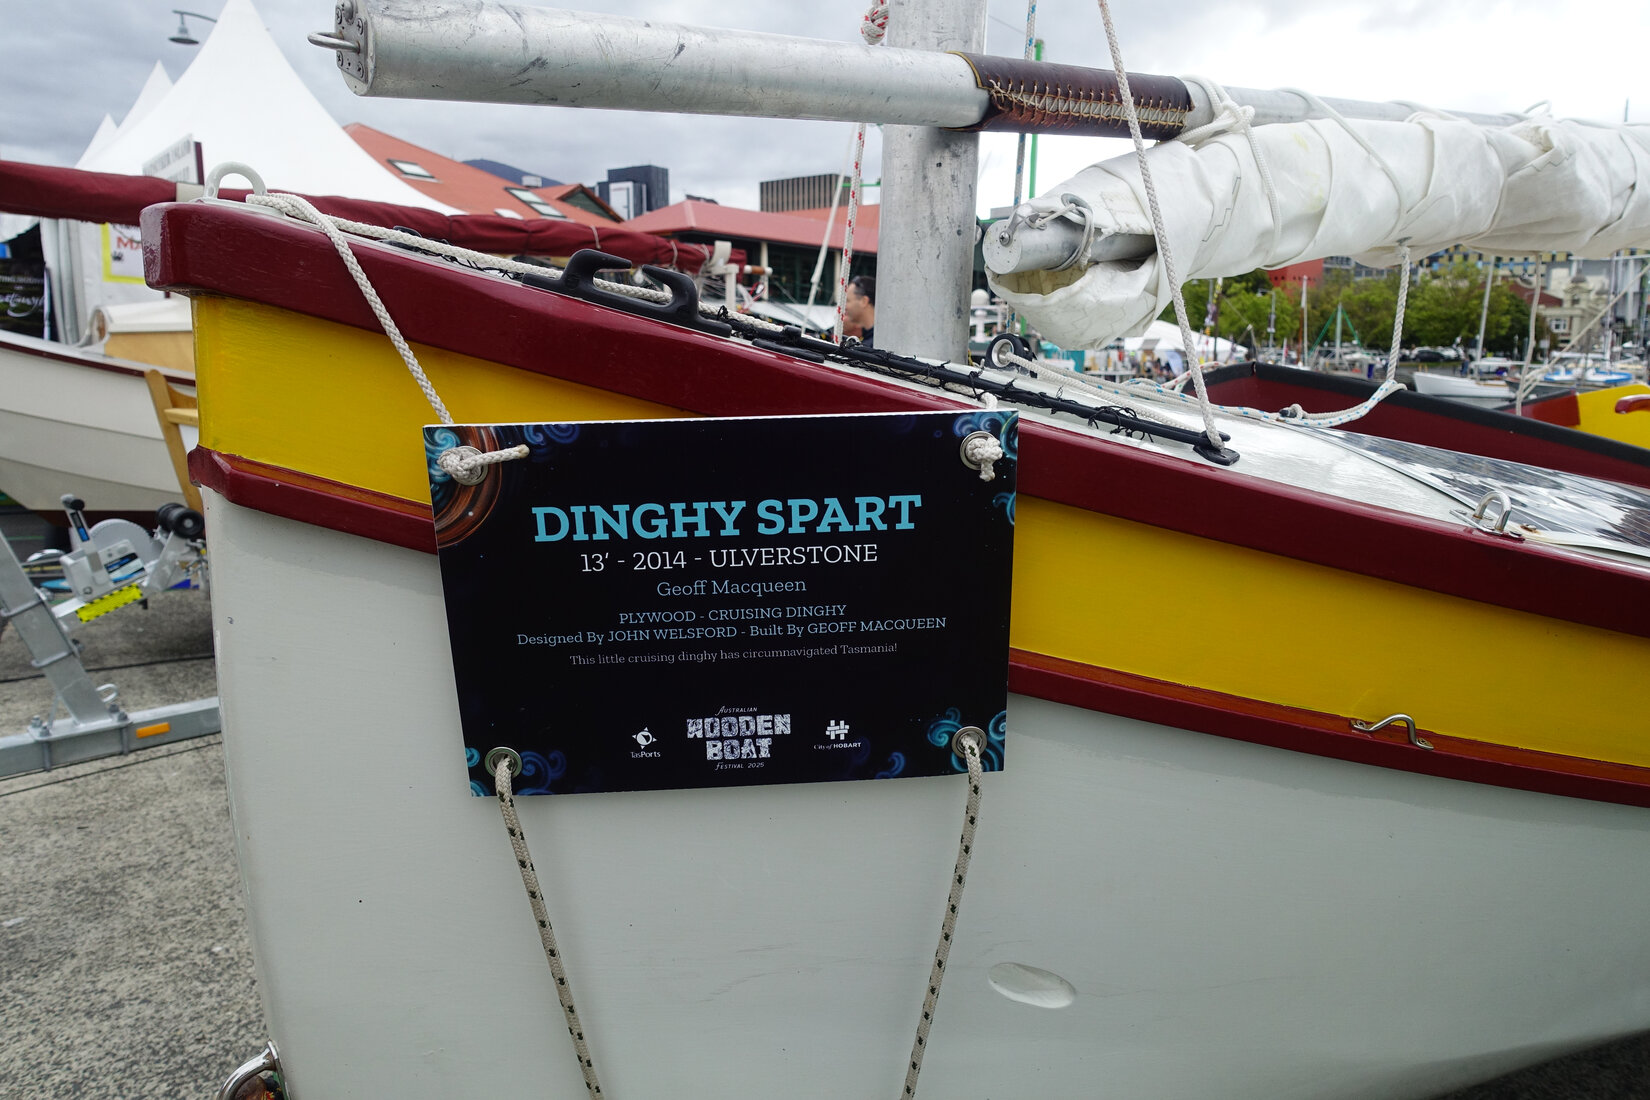 DINGHY SPART
13' - 2014 - ULVERSTONE
Geoff Macqueen
PLYWOOD - CRUISING DINGHY
Designed By JOHN WELSFORD - Built By GEOFF MACQUEEN
This little cruising dinghy has circumnavigated Tasmania!
TasPorts
AUSTRALIAN
WOODEN
BOAT
FESTIVAL 2025
City of HOBART